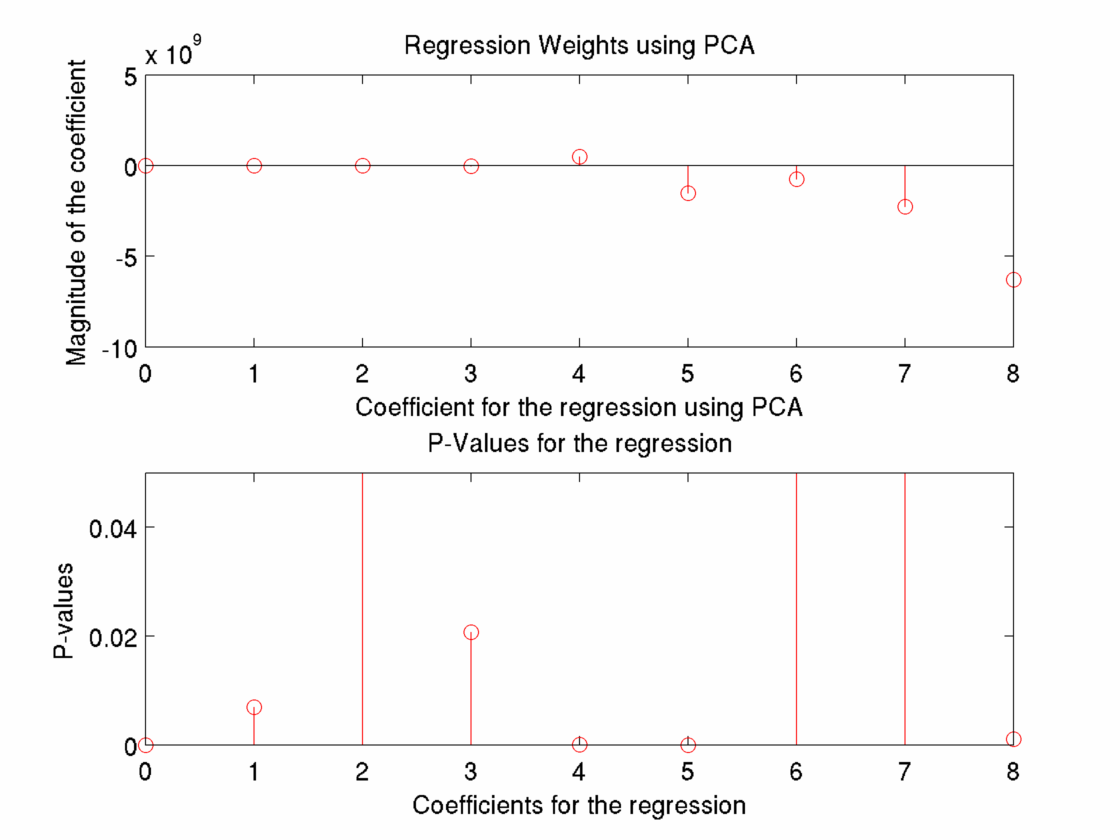 Regression Weights using PCA
x 10^9
Magnitude of the coefficient
5
0
-5
-10
0 1 2 3 4 5 6 7 8
Coefficient for the regression using PCA
P-Values for the regression
P-values
0.04
0.02
0
0 1 2 3 4 5 6 7 8
Coefficients for the regression